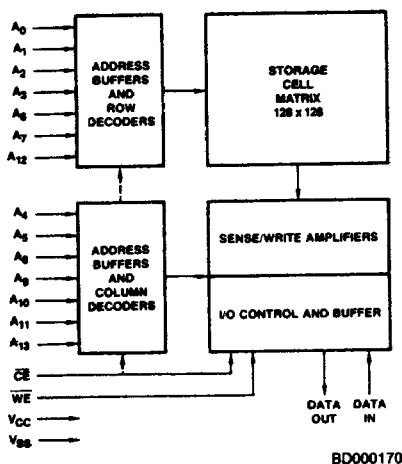 A0
A1
A2
A3
A6
A7
A12
ADDRESS
BUFFERS
AND
ROW
DECODERS
STORAGE
CELL
MATRIX
128 x 128
A4
A5
A8
A9
A10
A11
A13
ADDRESS
BUFFERS
AND
COLUMN
DECODERS
SENSE/WRITE AMPLIFIERS
I/O CONTROL AND BUFFER
CE
WE
VCC
VSS
DATA
OUT
DATA
IN
BD000170